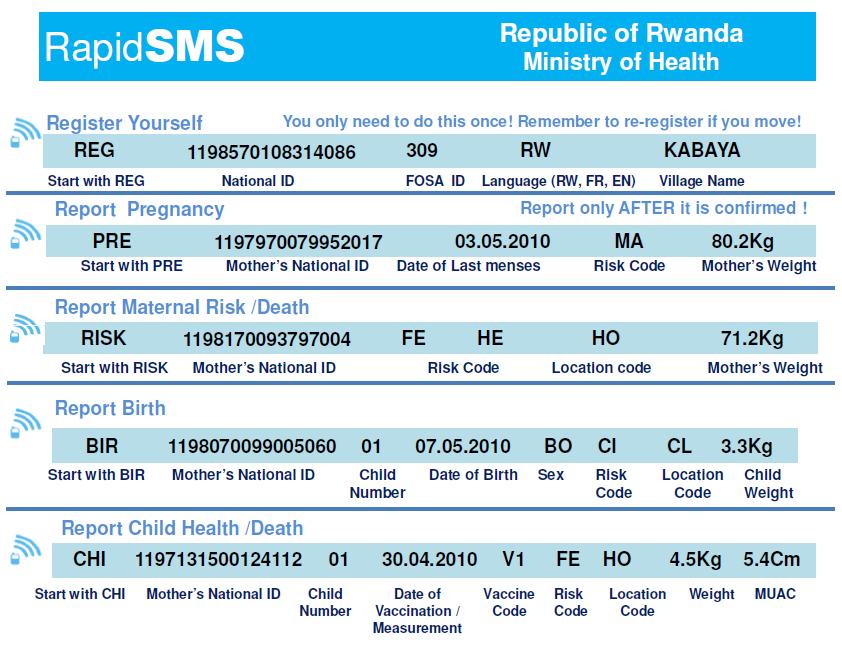 RapidSMS
Republic of Rwanda
Ministry of Health
Register Yourself You only need to do this once! Remember to re-register if you move!
REG 1198570108314086 309 RW KABAYA
Start with REG National ID FOSA ID Language (RW, FR, EN) Village Name
Report Pregnancy Report only AFTER it is confirmed !
PRE 1197970079952017 03.05.2010 MA 80.2Kg
Start with PRE Mother's National ID Date of Last menses Risk Code Mother's Weight
Report Maternal Risk /Death
RISK 1198170093797004 FE HE HO 71.2Kg
Start with RISK Mother's National ID Risk Code Location code Mother's Weight
Report Birth
BIR 1198070099005060 01 07.05.2010 BO CI CL 3.3Kg
Start with BIR Mother's National ID Child Date of Birth Sex Risk Location Child
Number Code Code Weight
Report Child Health /Death
CHI 1197131500124112 01 30.04.2010 V1 FE HO 4.5Kg 5.4Cm
Start with CHI Mother's National ID Child Date of Vaccine Risk Location Weight MUAC
Number Vaccination / Code Code Code
Measurement